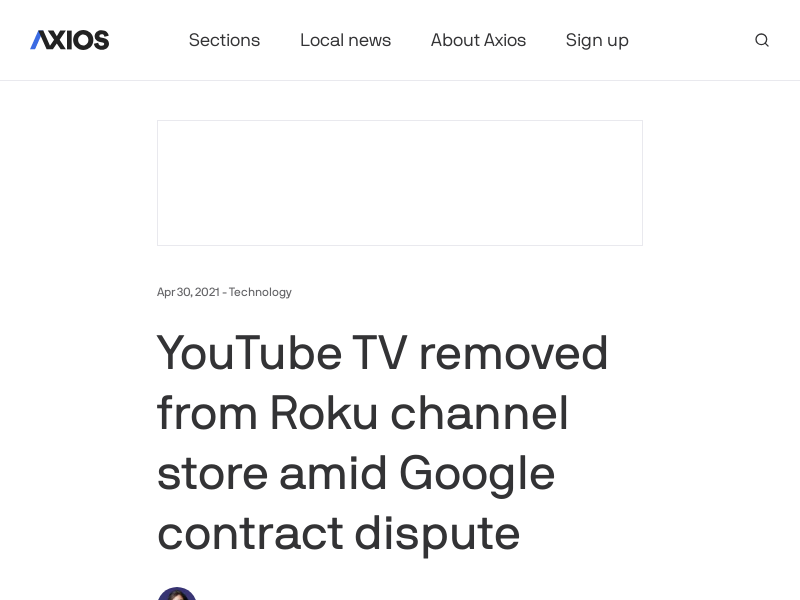 AXIOS Sections Local news About Axios Sign up
Apr 30, 2021 - Technology
YouTube TV removed
from Roku channel
store amid Google
contract dispute